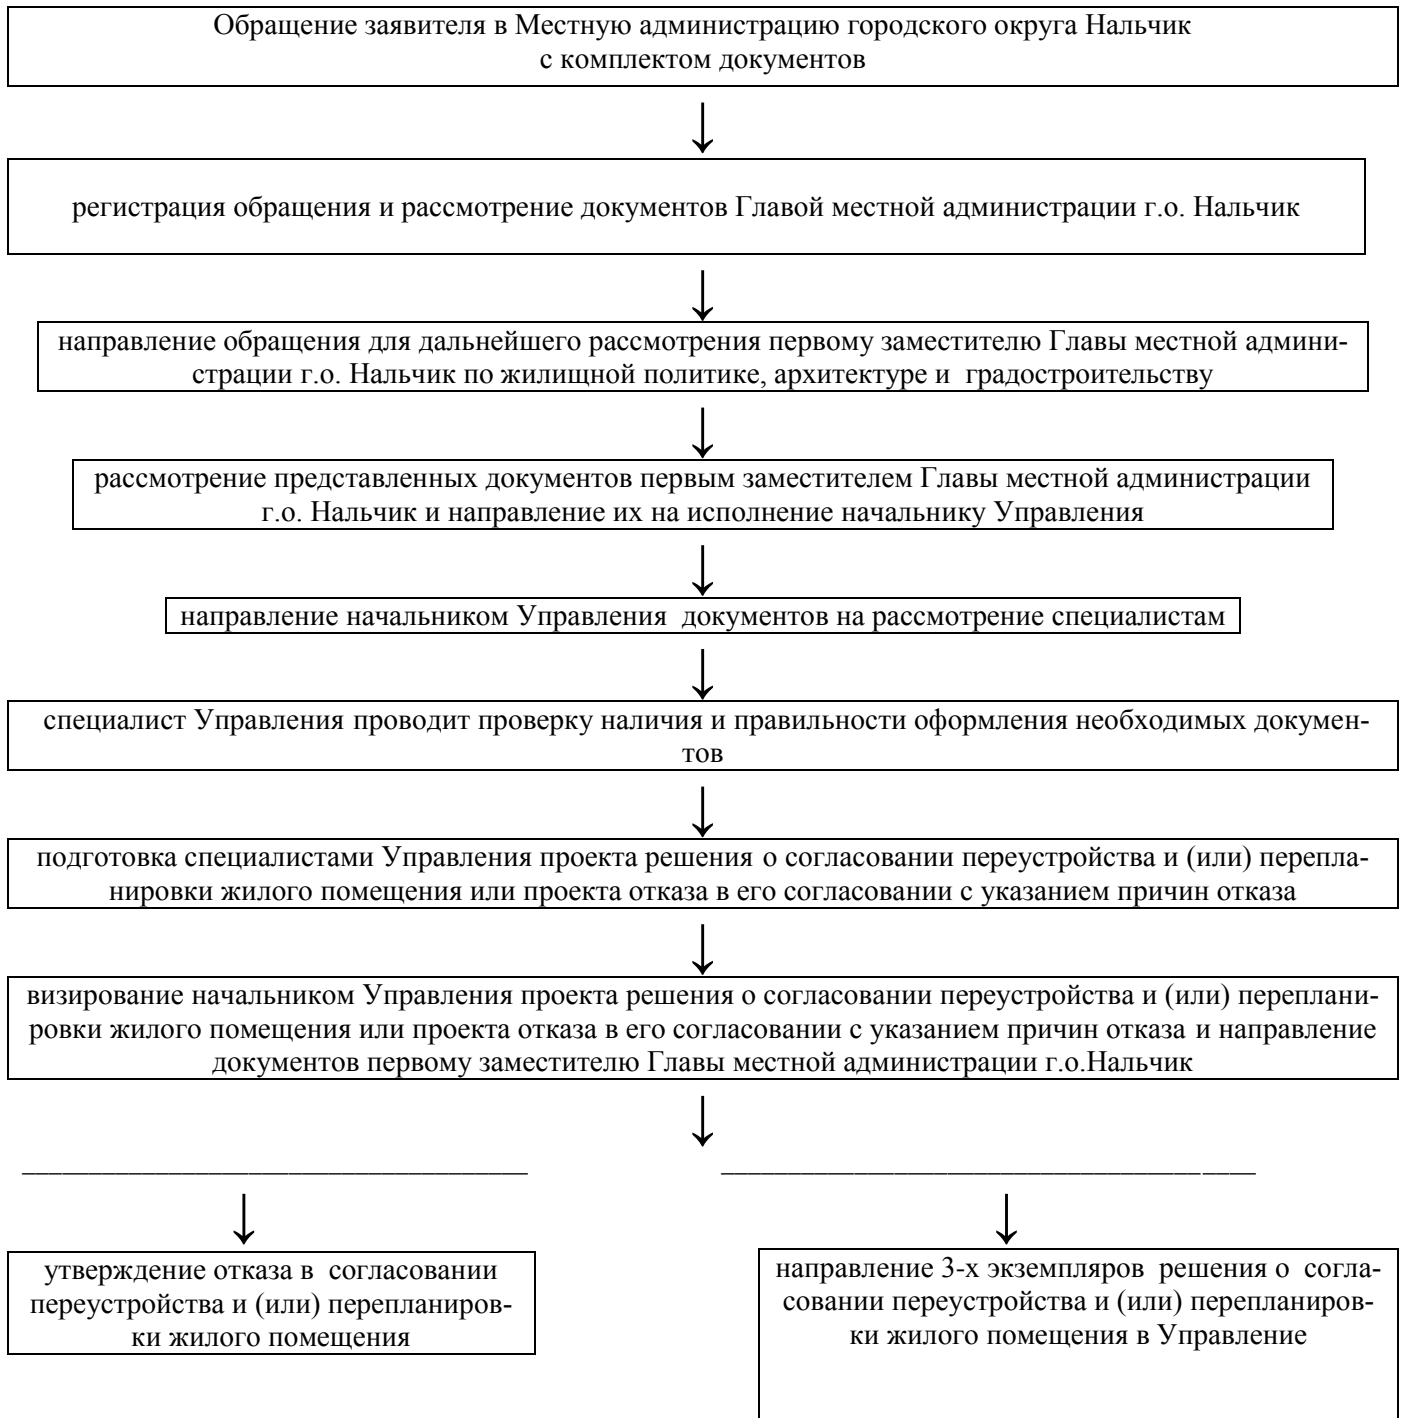 Обращение заявителя в Местную администрацию городского округа Нальчик
с комплектом документов
регистрация обращения и рассмотрение документов Главой местной администрации г.о. Нальчик
направление обращения для дальнейшего рассмотрения первому заместителю Главы местной админи-
страции г.о. Нальчик по жилищной политике, архитектуре и градостроительству
рассмотрение представленных документов первым заместителем Главы местной администрации
г.о. Нальчик и направление их на исполнение начальнику Управления
направление начальником Управления документов на рассмотрение специалистам
специалист Управления проводит проверку наличия и правильности оформления необходимых докумен-
тов
подготовка специалистами Управления проекта решения о согласовании переустройства и (или) перепла-
нировки жилого помещения или проекта отказа в его согласовании с указанием причин отказа
визирование начальником Управления проекта решения о согласовании переустройства и (или) переплани-
ровки жилого помещения или проекта отказа в его согласовании с указанием причин отказа и направление
документов первому заместителю Главы местной администрации г.о.Нальчик
утверждение отказа в согласовании
переустройства и (или) перепланиров-
ки жилого помещения
направление 3-х экземпляров решения о согла-
совании переустройства и (или) перепланиров-
ки жилого помещения в Управление